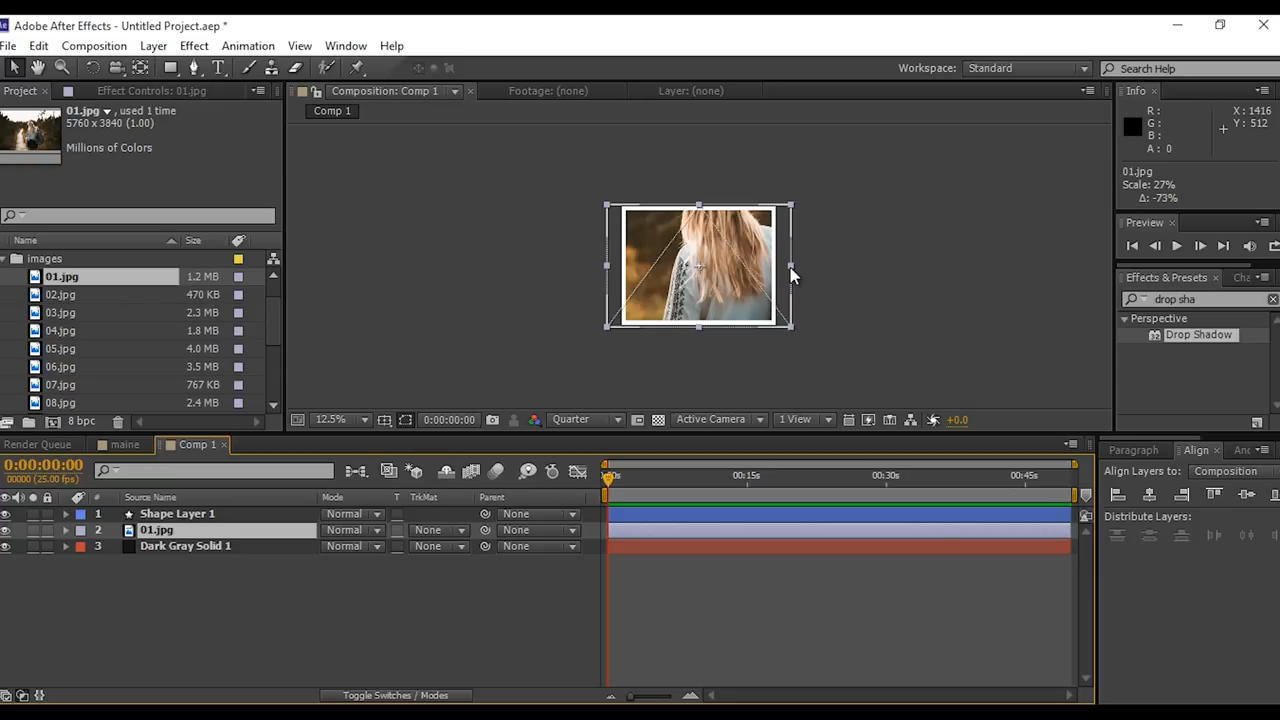 Ae Adobe After Effects - Untitled Project.aep *
File Edit Composition Layer Effect Animation View Window Help
T Workspace: Standard Search Help
Project × Effect Controls: 01.jpg Composition: Comp 1 × Footage: (none) Layer: (none) Info ×
01.jpg , used 1 time
5760 x 3840 (1.00)
Millions of Colors
Comp 1
R : X : 1416
G : Y : 512
B :
A : 0
01.jpg
Scale: 27%
Δ: -73%
Preview ×
Name Size
images
01.jpg 1.2 MB
02.jpg 470 KB
03.jpg 2.3 MB
04.jpg 1.8 MB
05.jpg 4.0 MB
06.jpg 3.5 MB
07.jpg 767 KB
08.jpg 2.4 MB
Effects & Presets × Cha
drop sha
Perspective
Drop Shadow
32
8 bpc
12.5% 0:00:00:00 Quarter Active Camera 1 View +0.0
Render Queue maine Comp 1 ×
0:00:00:00
00000 (25.00 fps)
:00s 00:15s 00:30s 00:45s
# Source Name Mode T TrkMat Parent
1 Shape Layer 1 Normal None
2 01.jpg Normal None None
3 Dark Gray Solid 1 Normal None None
Toggle Switches / Modes
Paragraph Align ×
Align Layers to: Composition
Distribute Layers: